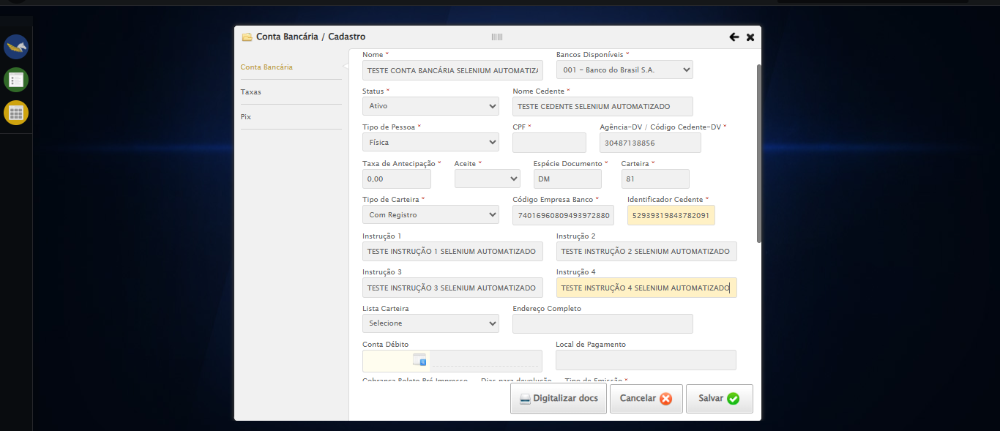 Conta Bancária / Cadastro
Conta Bancária
Taxas
Pix
Nome * Bancos Disponíveis *
TESTE CONTA BANCÁRIA SELENIUM AUTOMATIZA 001 - Banco do Brasil S.A.
Status * Nome Cedente *
Ativo TESTE CEDENTE SELENIUM AUTOMATIZADO
Tipo de Pessoa * CPF * Agência-DV / Código Cedente-DV *
Física 30487138856
Taxa de Antecipação * Aceite * Espécie Documento * Carteira *
0,00 DM 81
Tipo de Carteira * Código Empresa Banco * Identificador Cedente *
Com Registro 74016960809493972880 52939319843782091
Instrução 1 Instrução 2
TESTE INSTRUÇÃO 1 SELENIUM AUTOMATIZADO TESTE INSTRUÇÃO 2 SELENIUM AUTOMATIZADO
Instrução 3 Instrução 4
TESTE INSTRUÇÃO 3 SELENIUM AUTOMATIZADO TESTE INSTRUÇÃO 4 SELENIUM AUTOMATIZADO
Lista Carteira Endereço Completo
Selecione
Conta Débito Local de Pagamento
Cobrança Boleto Pré Impresso Dias para devolução Tipo de Emissão *
Digitalizar docs Cancelar Salvar